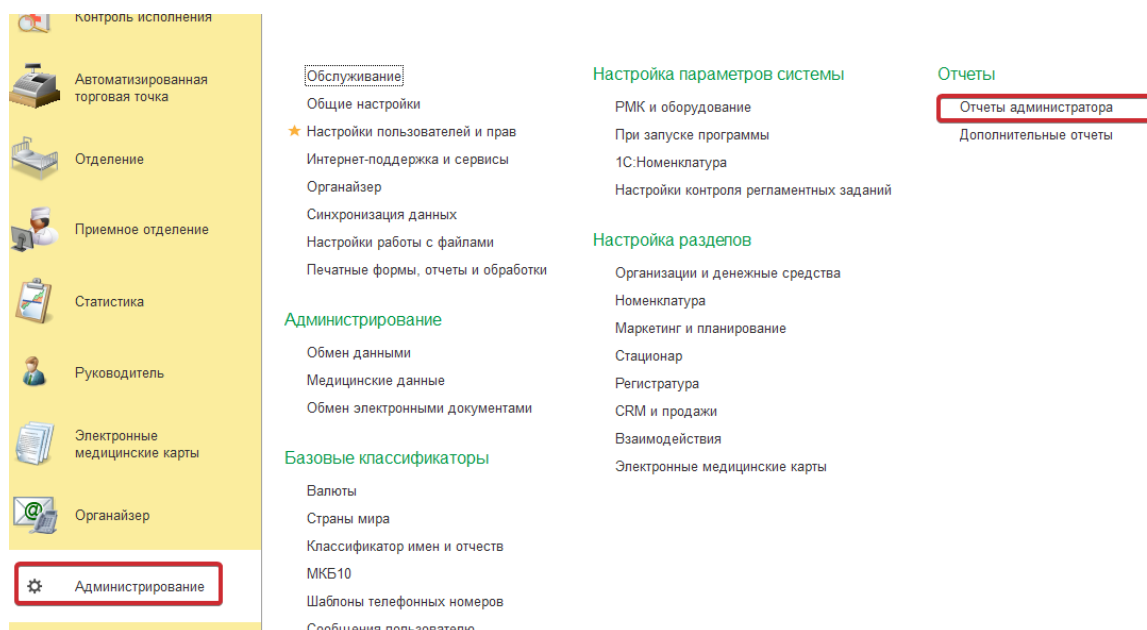 Контроль исполнения
Автоматизированная
торговая точка
Отделение
Приемное отделение
Статистика
Руководитель
Электронные
медицинские карты
Органайзер
Администрирование
Обслуживание
Общие настройки
Настройки пользователей и прав
Интернет-поддержка и сервисы
Органайзер
Синхронизация данных
Настройки работы с файлами
Печатные формы, отчеты и обработки
Администрирование
Обмен данными
Медицинские данные
Обмен электронными документами
Базовые классификаторы
Валюты
Страны мира
Классификатор имен и отчеств
МКБ10
Шаблоны телефонных номеров
Сообщения пользователю
Настройка параметров системы
РМК и оборудование
При запуске программы
1С:Номенклатура
Настройки контроля регламентных заданий
Настройка разделов
Организации и денежные средства
Номенклатура
Маркетинг и планирование
Стационар
Регистратура
CRM и продажи
Взаимодействия
Электронные медицинские карты
Отчеты
Отчеты администратора
Дополнительные отчеты